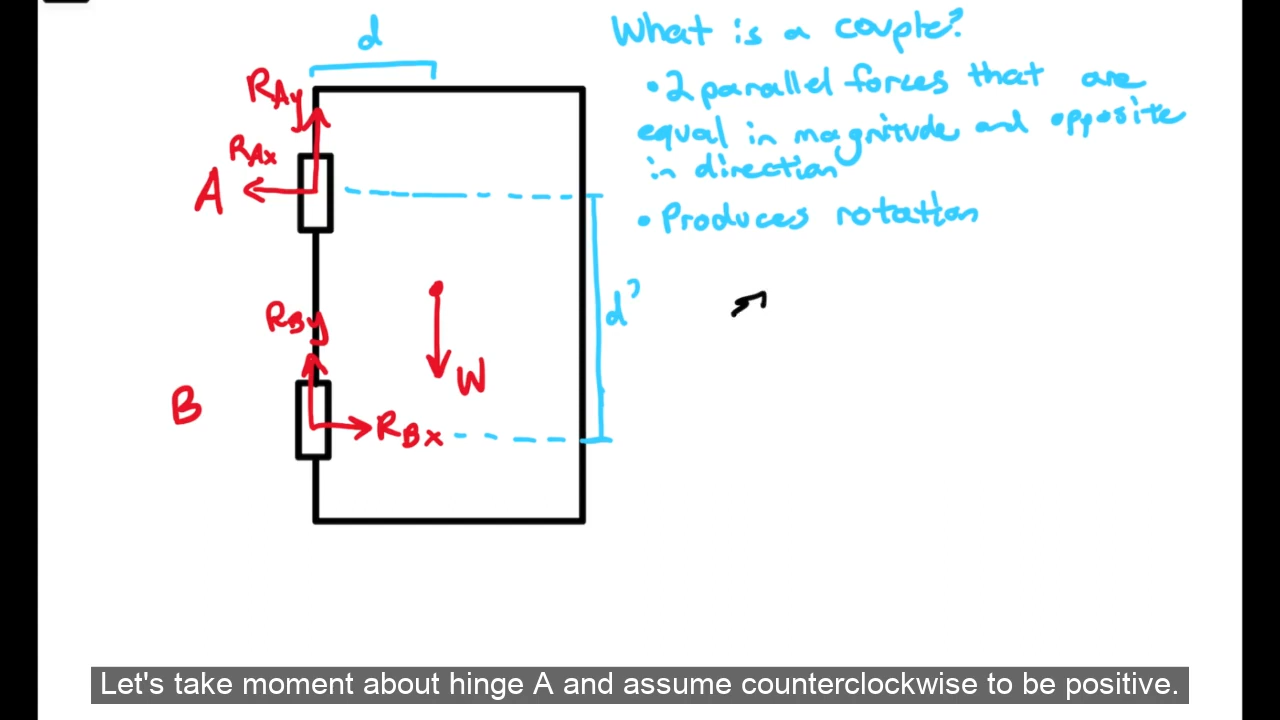 d
What is a couple?
• 2 parallel forces that are
equal in magnitude and opposite
in direction
• Produces rotation
RAy
RAx
A
d'
RBy
W
B
RBx
Let's take moment about hinge A and assume counterclockwise to be positive.